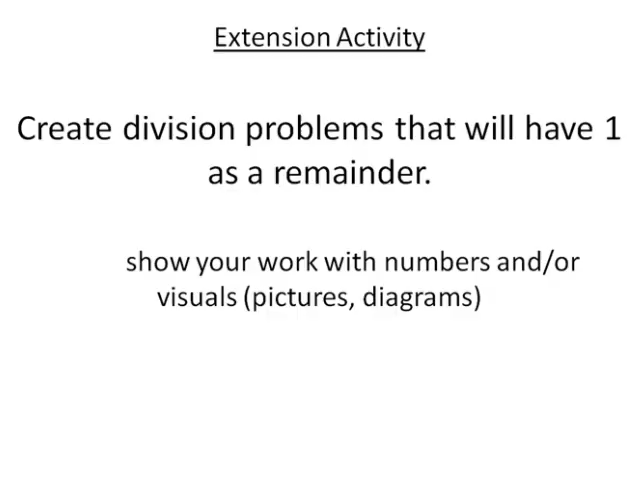 Extension Activity
Create division problems that will have 1
as a remainder.
show your work with numbers and/or
visuals (pictures, diagrams)